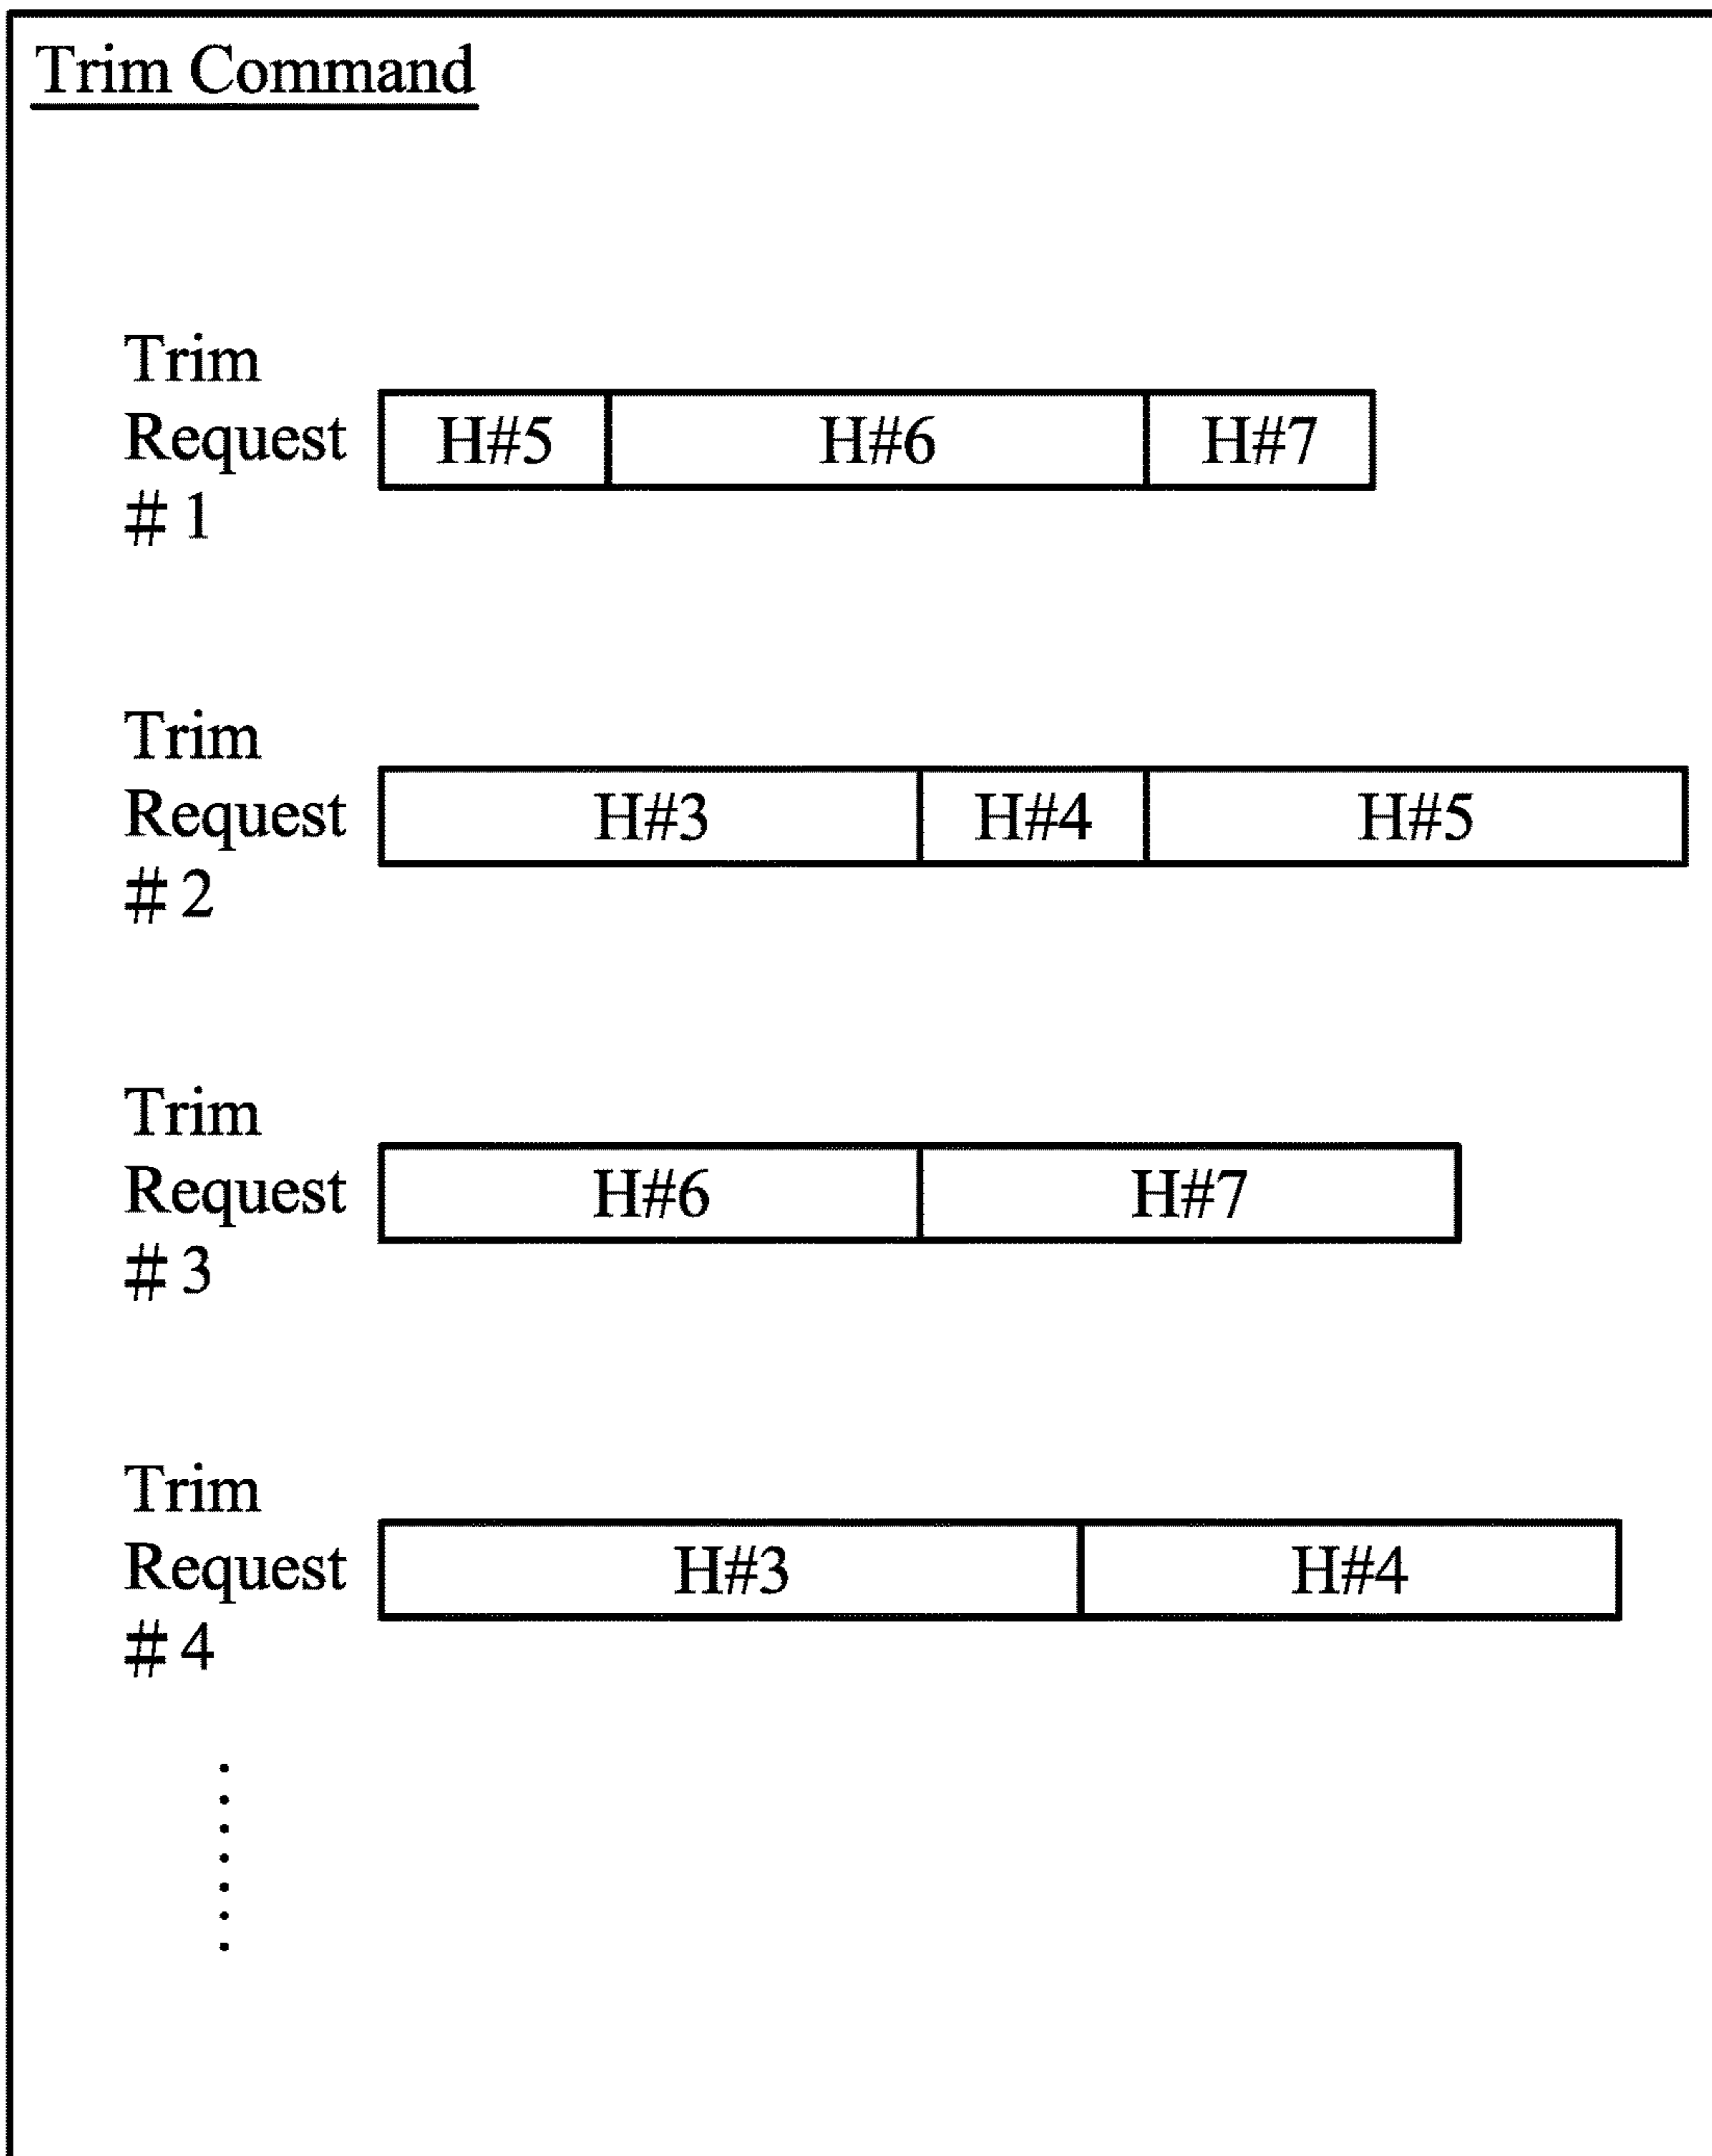 Trim Command
Trim
Request
# 1
H#5 H#6 H#7
Trim
Request
# 2
H#3 H#4 H#5
Trim
Request
# 3
H#6 H#7
Trim
Request
# 4
H#3 H#4